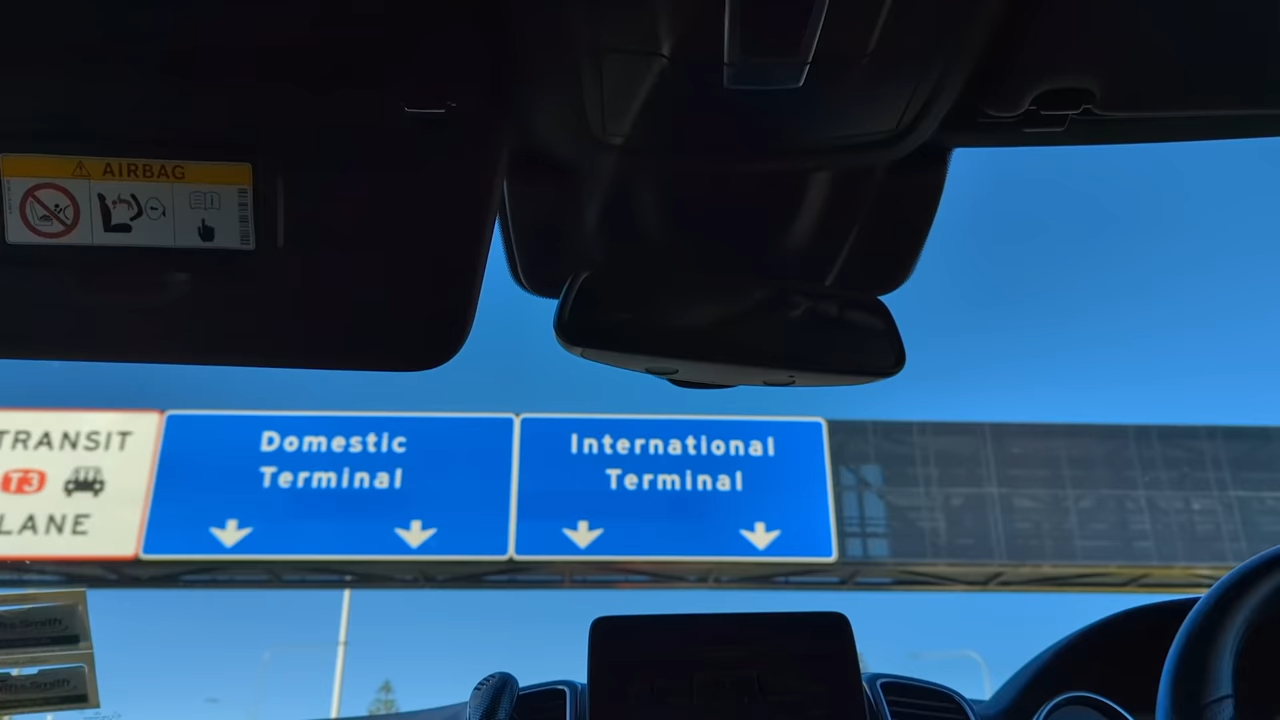 AIRBAG
TRANSIT
T3
LANE
Domestic
Terminal
International
Terminal